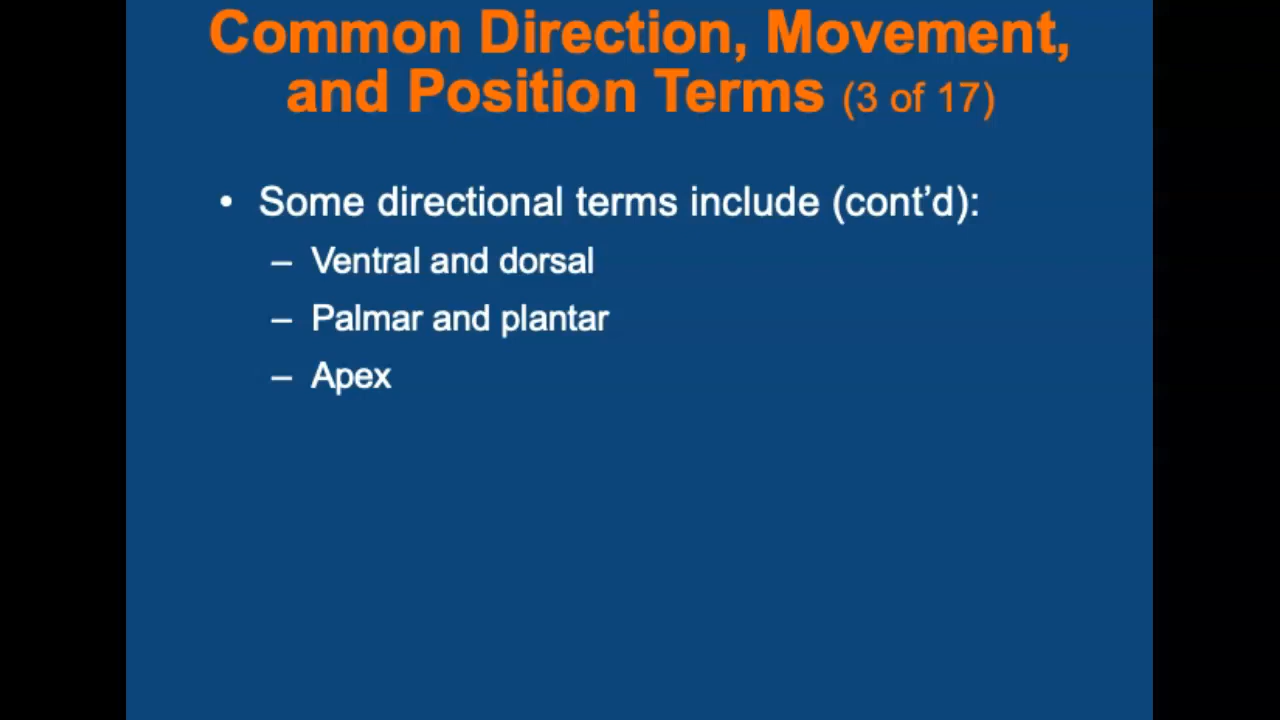 Common Direction, Movement,
and Position Terms (3 of 17)
• Some directional terms include (cont’d):
– Ventral and dorsal
– Palmar and plantar
– Apex